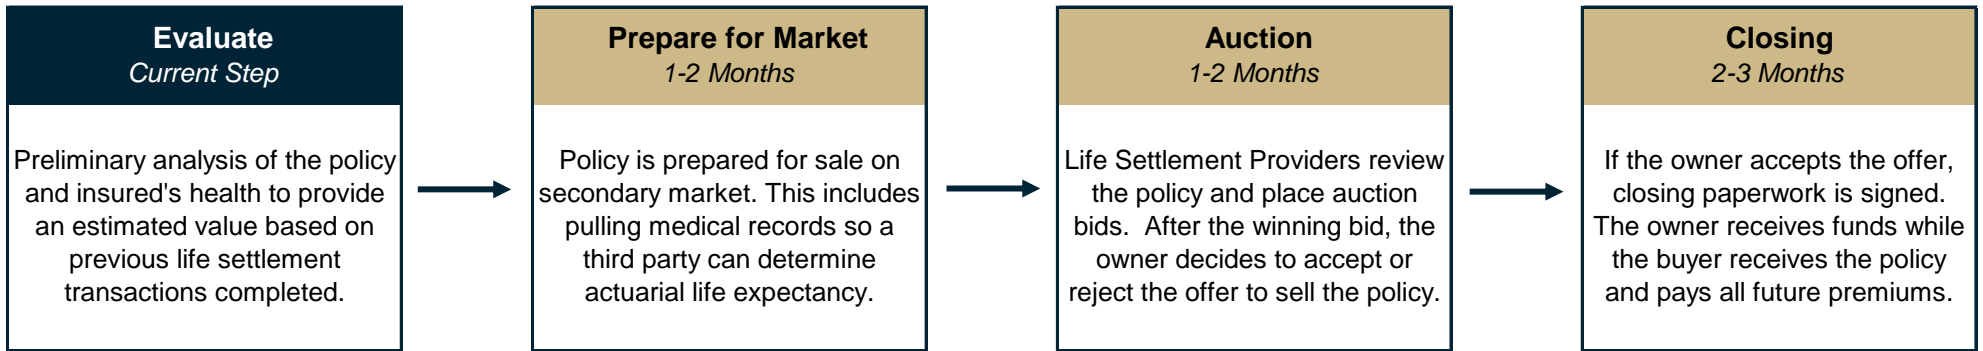 Evaluate
Current Step
Preliminary analysis of the policy
and insured's health to provide
an estimated value based on
previous life settlement
transactions completed.
Prepare for Market
1-2 Months
Policy is prepared for sale on
secondary market. This includes
pulling medical records so a
third party can determine
actuarial life expectancy.
Auction
1-2 Months
Life Settlement Providers review
the policy and place auction
bids.  After the winning bid, the
owner decides to accept or
reject the offer to sell the policy.
Closing
2-3 Months
If the owner accepts the offer,
closing paperwork is signed.
The owner receives funds while
the buyer receives the policy
and pays all future premiums.